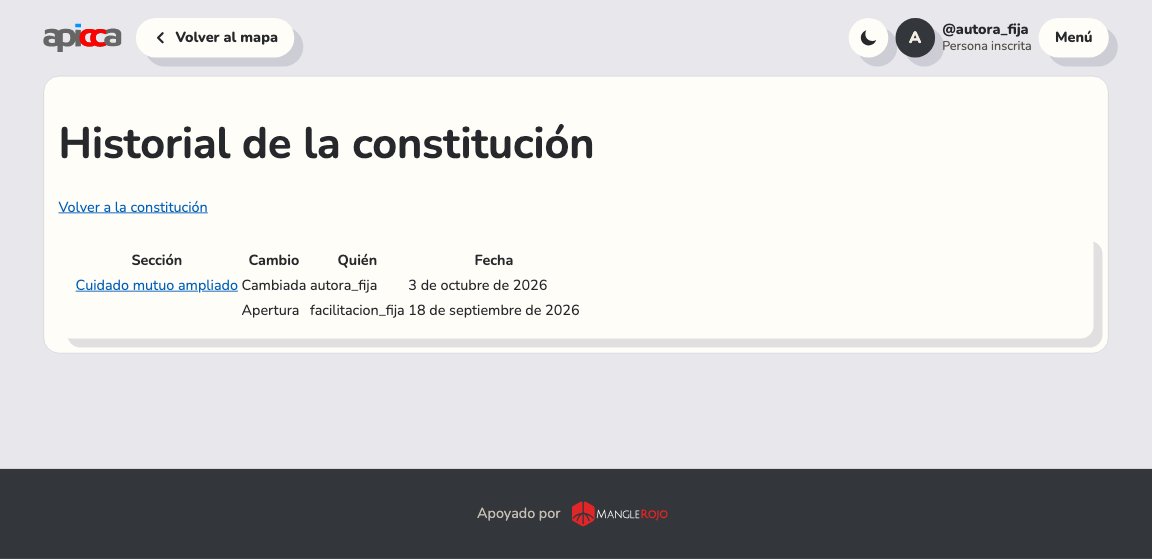 apicca
Volver al mapa
A
@autora_fija
Persona inscrita
Menú
Historial de la constitución
Volver a la constitución
Sección Cambio Quién Fecha
Cuidado mutuo ampliado Cambiada autora_fija 3 de octubre de 2026
Apertura facilitacion_fija 18 de septiembre de 2026
Apoyado por MANGLEROJO